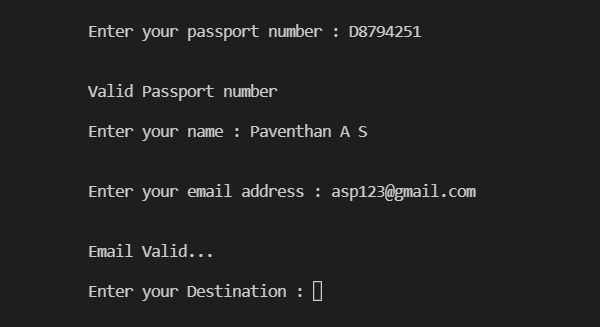 Enter your passport number : D8794251
Valid Passport number
Enter your name : Paventhan A S
Enter your email address : asp123@gmail.com
Email Valid...
Enter your Destination :